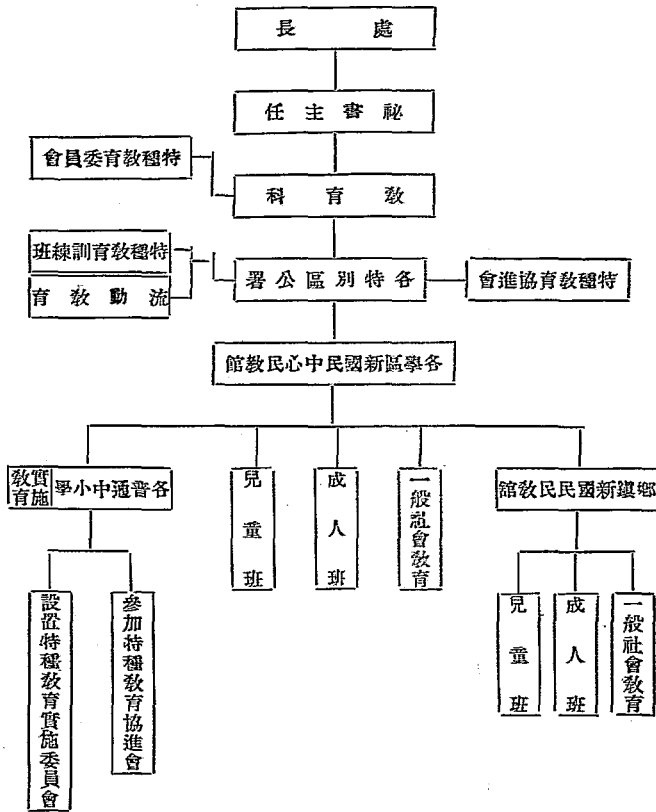 處長
祕書主任
特種教育委員會
教育科
特種教育訓練班
流動教育
各特別區公署
特種教育協進會
各學區新國民中心民教館
鄉鎮新國民民教館
一般社會教育
成人班
兒童班
各普通中小學實施教育
一般社會教育
成人班
兒童班
參加特種教育協進會
設置特種教育實施委員會